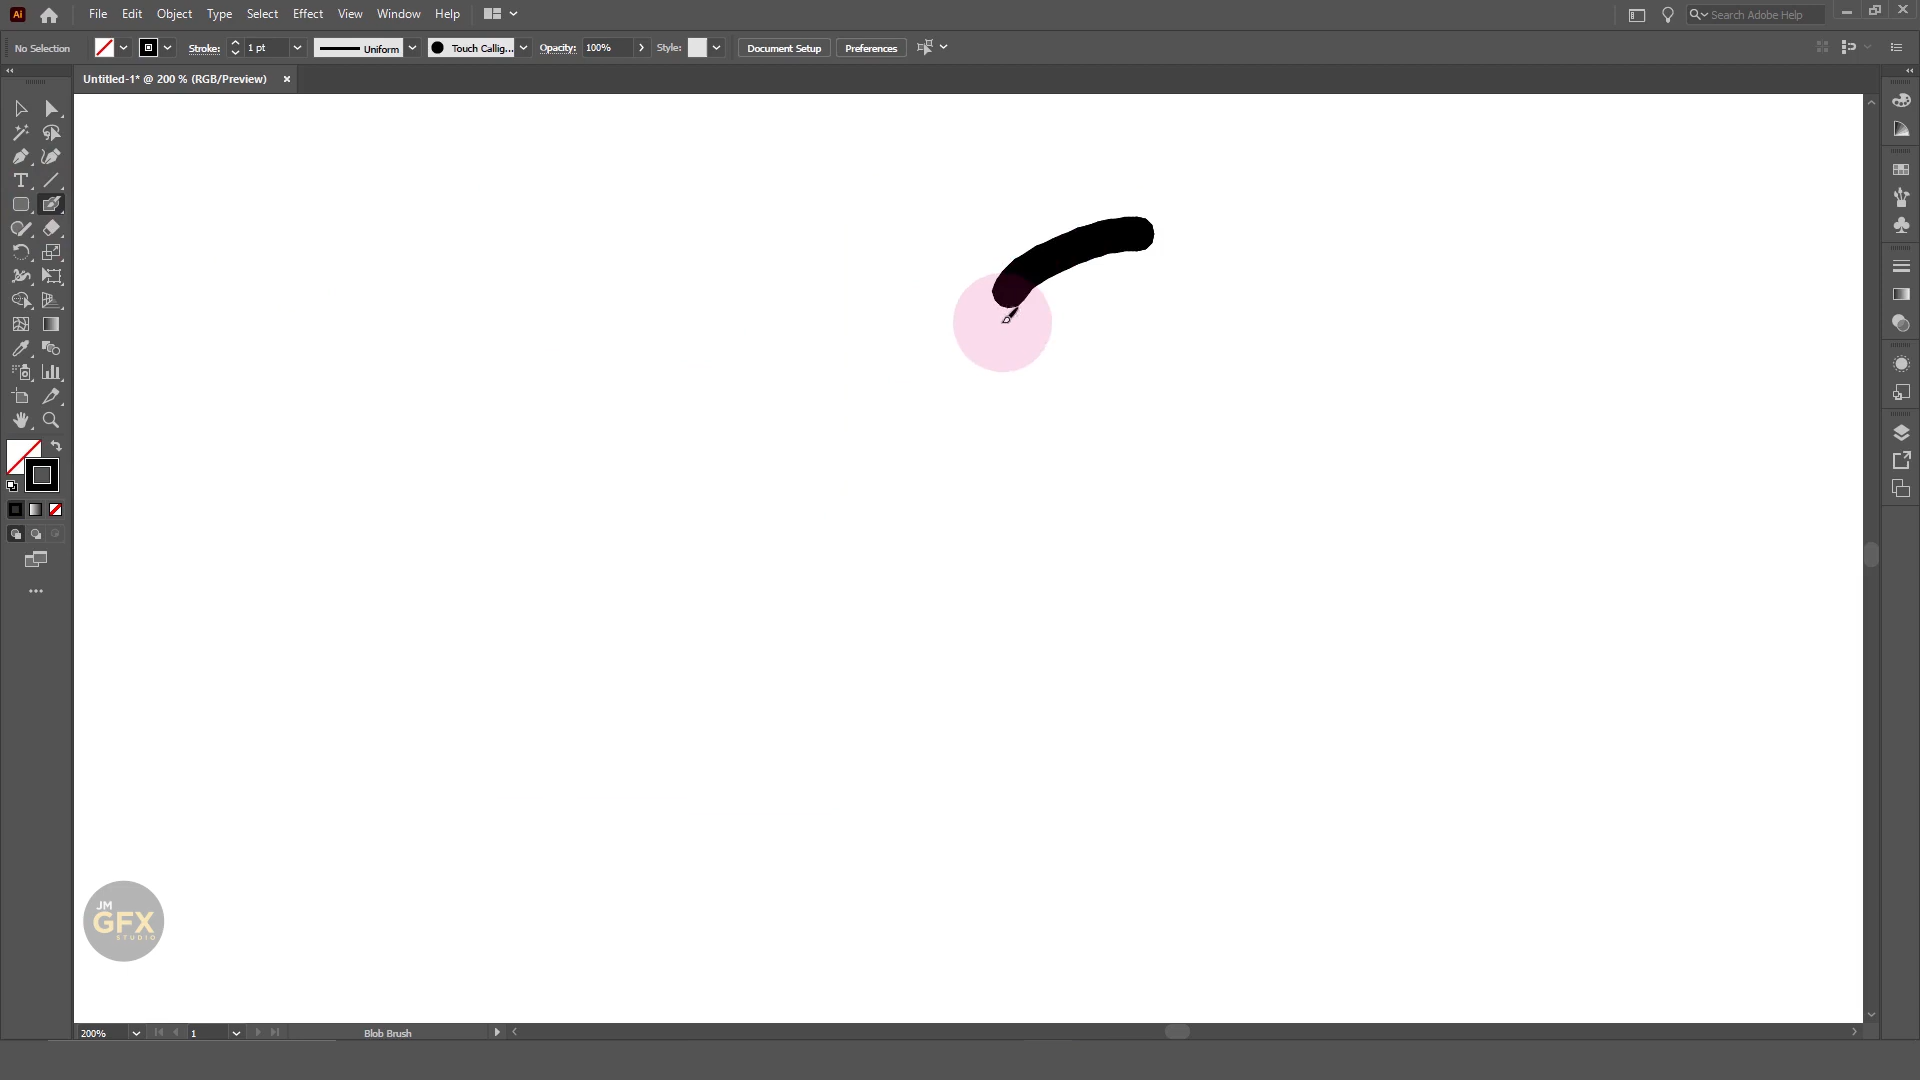 Ai File Edit Object Type Select Effect View Window Help Search Adobe Help
No Selection Stroke: 1 pt Uniform Touch Callig... Opacity: 100% Style: Document Setup Preferences
Untitled-1* @ 200 % (RGB/Preview)
T
JM
GFX
STUDIO
200% 1 Blob Brush